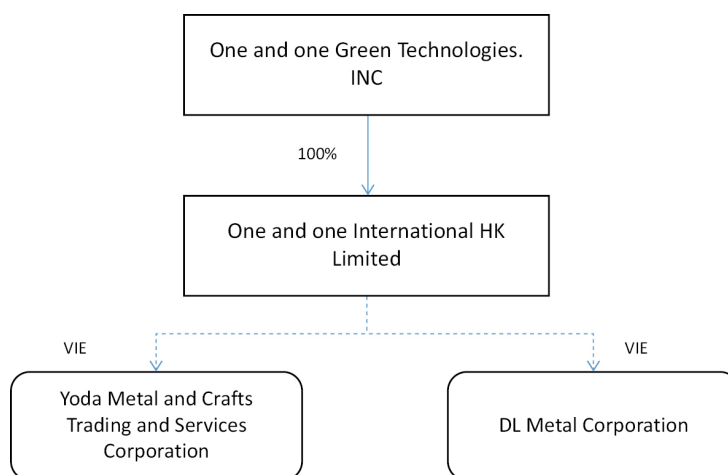 One and one Green Technologies.
INC
100%
One and one International HK
Limited
VIE
VIE
Yoda Metal and Crafts
Trading and Services
Corporation
DL Metal Corporation